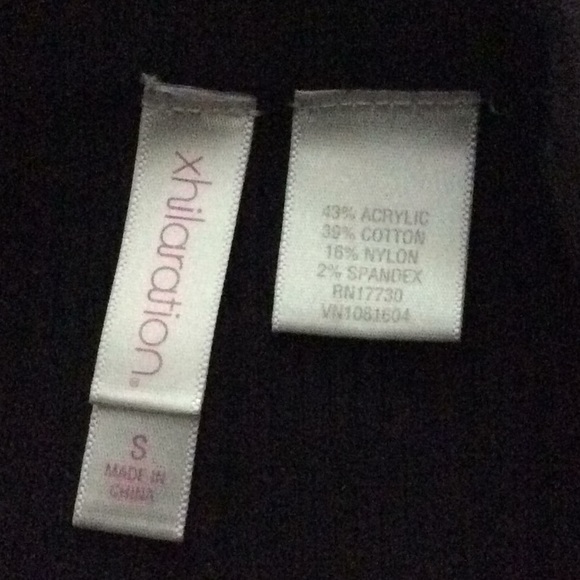 xhilaration®
S
MADE IN
CHINA
43% ACRYLIC
39% COTTON
16% NYLON
2% SPANDEX
RN17730
VN1081604